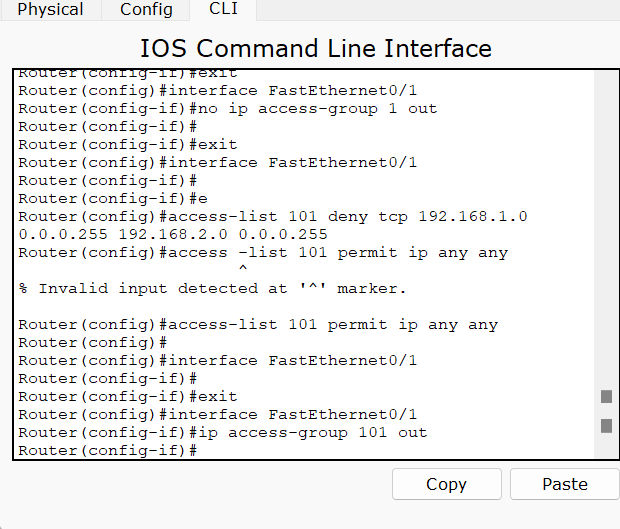 Physical Config CLI
IOS Command Line Interface
Router(config-if)#exit
Router(config)#interface FastEthernet0/1
Router(config-if)#no ip access-group 1 out
Router(config-if)#
Router(config-if)#exit
Router(config)#interface FastEthernet0/1
Router(config-if)#
Router(config-if)#e
Router(config)#access-list 101 deny tcp 192.168.1.0
0.0.0.255 192.168.2.0 0.0.0.255
Router(config)#access -list 101 permit ip any any
^
% Invalid input detected at '^' marker.
Router(config)#access-list 101 permit ip any any
Router(config)#
Router(config)#interface FastEthernet0/1
Router(config-if)#
Router(config-if)#exit
Router(config)#interface FastEthernet0/1
Router(config-if)#ip access-group 101 out
Router(config-if)#
Copy Paste